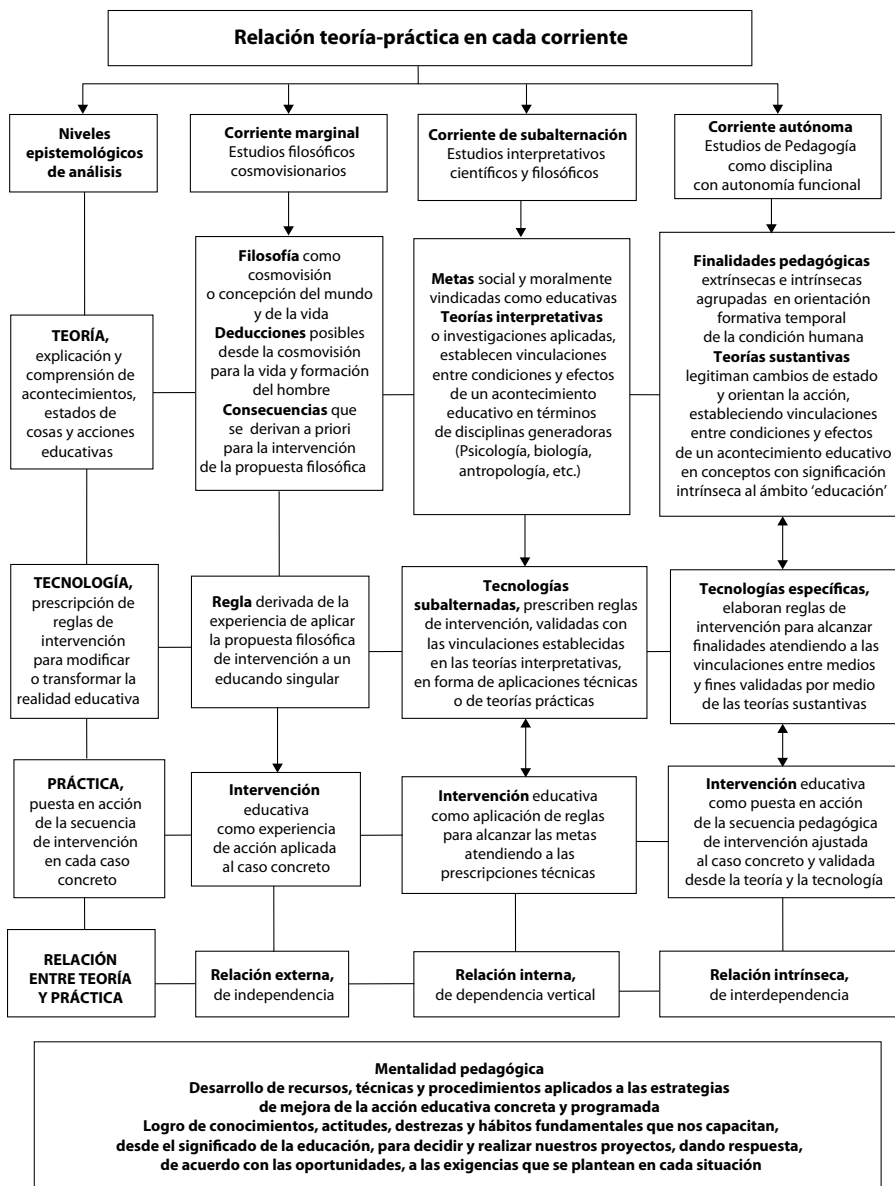 Relación teoría-práctica en cada corriente
Niveles
epistemológicos
de análisis
Corriente marginal
Estudios filosóficos
cosmovisionarios
Corriente de subalternación
Estudios interpretativos
científicos y filosóficos
Corriente autónoma
Estudios de Pedagogía
como disciplina
con autonomía funcional
TEORÍA,
explicación y
comprensión de
acontecimientos,
estados de
cosas y acciones
educativas
Filosofía como
cosmovisión
o concepción del mundo
y de la vida
Deducciones posibles
desde la cosmovisión
para la vida y formación
del hombre
Consecuencias que
se derivan a priori
para la intervención
de la propuesta filosófica
Metas social y moralmente
vindicadas como educativas
Teorías interpretativas
o investigaciones aplicadas,
establecen vinculaciones
entre condiciones y efectos
de un acontecimiento
educativo en términos
de disciplinas generadoras
(Psicología, biología,
antropología, etc.)
Finalidades pedagógicas
extrínsecas e intrínsecas
agrupadas en orientación
formativa temporal
de la condición humana
Teorías sustantivas
legitiman cambios de estado
y orientan la acción,
estableciendo vinculaciones
entre condiciones y efectos
de un acontecimiento educativo
en conceptos con significación
intrínseca al ámbito ‘educación’
TECNOLOGÍA,
prescripción de
reglas de
intervención
para modificar
o transformar la
realidad educativa
Regla derivada de la
experiencia de aplicar
la propuesta filosófica
de intervención a un
educando singular
Tecnologías
subalternadas, prescriben reglas
de intervención, validadas con
las vinculaciones establecidas
en las teorías interpretativas,
en forma de aplicaciones técnicas
o de teorías prácticas
Tecnologías específicas,
elaboran reglas de
intervención para alcanzar
finalidades atendiendo a las
vinculaciones entre medios
y fines validadas por medio
de las teorías sustantivas
PRÁCTICA,
puesta en acción
de la secuencia
de intervención
en cada caso
concreto
Intervención
educativa
como experiencia
de acción aplicada
al caso concreto
Intervención educativa
como aplicación de reglas
para alcanzar las metas
atendiendo a las
prescripciones técnicas
Intervención educativa
como puesta en acción
de la secuencia pedagógica
de intervención ajustada
al caso concreto y validada
desde la teoría y la tecnología
RELACIÓN
ENTRE TEORÍA
Y PRÁCTICA
Relación externa,
de independencia
Relación interna,
de dependencia vertical
Relación intrínseca,
de interdependencia
Mentalidad pedagógica
Desarrollo de recursos, técnicas y procedimientos aplicados a las estrategias
de mejora de la acción educativa concreta y programada
Logro de conocimientos, actitudes, destrezas y hábitos fundamentales que nos capacitan,
desde el significado de la educación, para decidir y realizar nuestros proyectos, dando respuesta,
de acuerdo con las oportunidades, a las exigencias que se plantean en cada situación